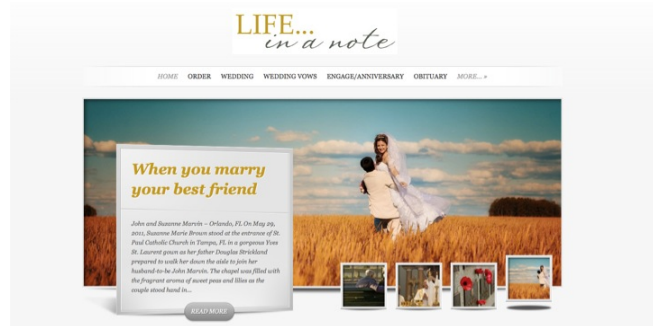 LIFE...
in a note
HOME ORDER WEDDING WEDDING VOWS ENGAGE/ANNIVERSARY OBITUARY MORE... »
When you marry
your best friend
John and Suzanne Marvin – Orlando, FL On May 29,
2011, Suzanne Marie Brown stood at the entrance of St.
Paul Catholic Church in Tampa, FL in a gorgeous Yves
St. Laurent gown as her father Douglas Strickland
prepared to walk her down the aisle to join her
husband-to-be John Marvin. The chapel was filled with
the fragrant aroma of sweet peas and lilies as the
couple stood hand in...
READ MORE